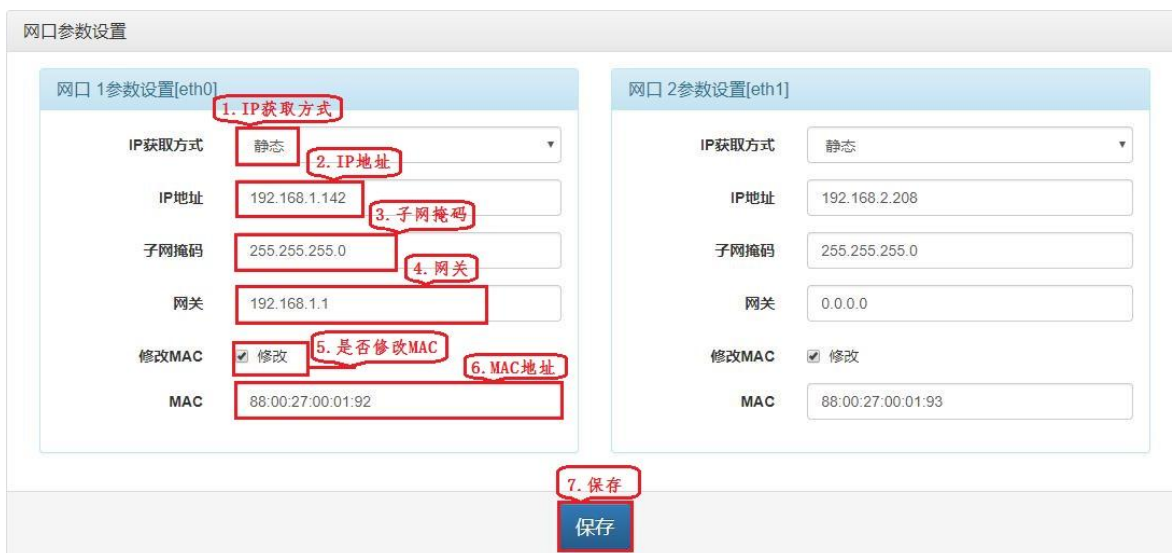 网口参数设置
网口 1参数设置[eth0]
1. IP获取方式
IP获取方式
静态
2. IP地址
IP地址
192.168.1.142
3. 子网掩码
子网掩码
255.255.255.0
4. 网关
网关
192.168.1.1
5. 是否修改MAC
修改MAC
修改
6. MAC地址
MAC
88:00:27:00:01:92
网口 2参数设置[eth1]
IP获取方式
静态
IP地址
192.168.2.208
子网掩码
255.255.255.0
网关
0.0.0.0
修改MAC
修改
MAC
88:00:27:00:01:93
7. 保存
保存